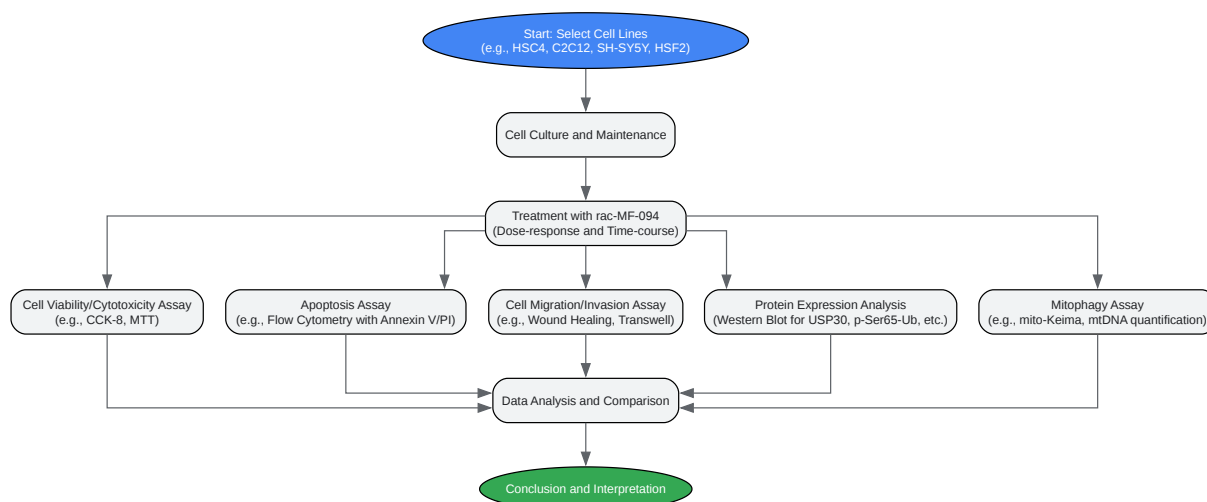 Start: Select Cell Lines
(e.g., HSC4, C2C12, SH-SY5Y, HSF2)
Cell Culture and Maintenance
Treatment with rac-MF-094
(Dose-response and Time-course)
Cell Viability/Cytotoxicity Assay
(e.g., CCK-8, MTT)
Apoptosis Assay
(e.g., Flow Cytometry with Annexin V/PI)
Cell Migration/Invasion Assay
(e.g., Wound Healing, Transwell)
Protein Expression Analysis
(Western Blot for USP30, p-Ser65-Ub, etc.)
Mitophagy Assay
(e.g., mito-Keima, mtDNA quantification)
Data Analysis and Comparison
Conclusion and Interpretation